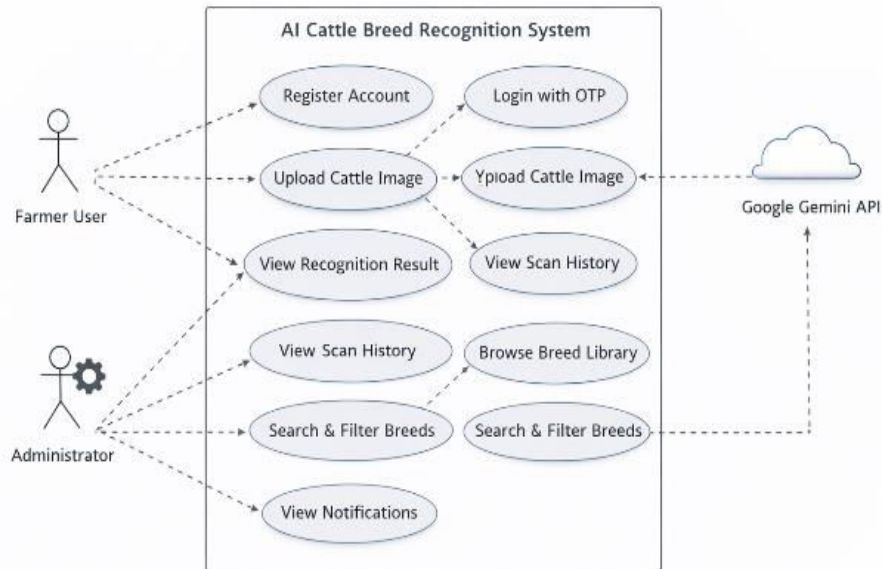 AI Cattle Breed Recognition System
Register Account
Login with OTP
Upload Cattle Image
Ypload Cattle Image
Farmer User
Google Gemini API
View Recognition Result
View Scan History
View Scan History
Browse Breed Library
Search & Filter Breeds
Search & Filter Breeds
Administrator
View Notifications